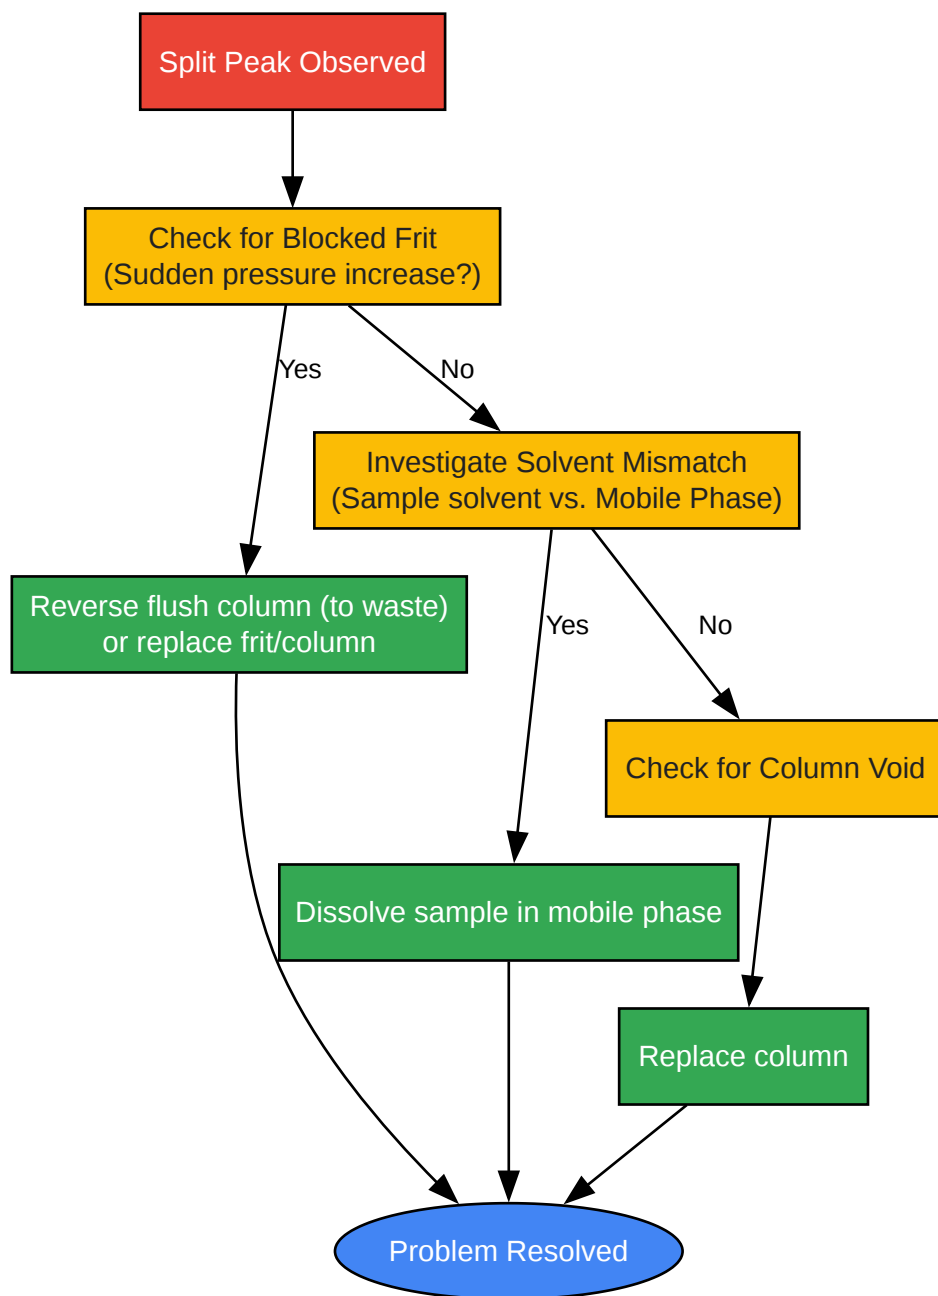 Split Peak Observed
Check for Blocked Frit
(Sudden pressure increase?)
Yes
No
Investigate Solvent Mismatch
(Sample solvent vs. Mobile Phase)
Reverse flush column (to waste)
or replace frit/column
Yes
No
Check for Column Void
Dissolve sample in mobile phase
Replace column
Problem Resolved